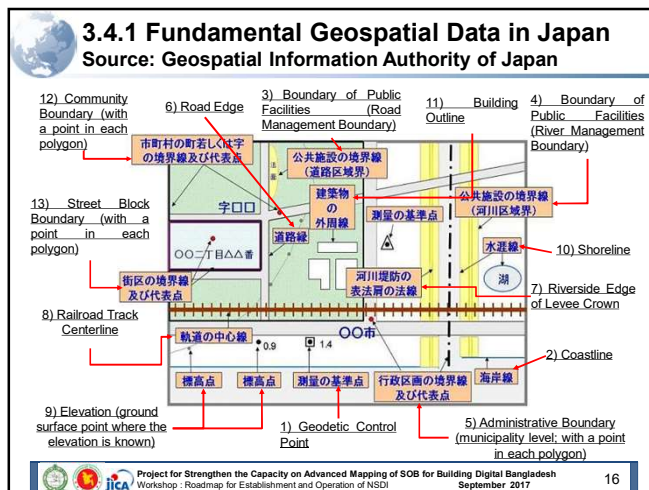 3.4.1 Fundamental Geospatial Data in Japan
Source: Geospatial Information Authority of Japan
12) Community
Boundary (with
a point in each
polygon)
6) Road Edge
3) Boundary of Public
Facilities (Road
Management Boundary)
11) Building
Outline
4) Boundary of
Public Facilities
(River Management
Boundary)
市町村の町若しくは字
の境界線及び代表点
公共施設の境界線
(道路区域界)
法面
字口口
建築物
の
外周線
公共施設の境界線
(河川区域界)
測量の基準点
13) Street Block
Boundary (with a
point in each
polygon)
道路縁
〇〇二丁目△△番
水涯線
10) Shoreline
湖
街区の境界線
及び代表点
河川堤防の
表法肩の法線
7) Riverside Edge
of Levee Crown
8) Railroad Track
Centerline
軌道の中心線
〇〇市
0.9
1.4
2) Coastline
標高点
標高点
測量の基準点
行政区画の境界線
及び代表点
海岸線
9) Elevation (ground
surface point where the
elevation is known)
1) Geodetic Control
Point
5) Administrative Boundary
(municipality level; with a point
in each polygon)
jICA
Project for Strengthen the Capacity on Advanced Mapping of SOB for Building Digital Bangladesh
Workshop : Roadmap for Establishment and Operation of NSDI September 2017
16